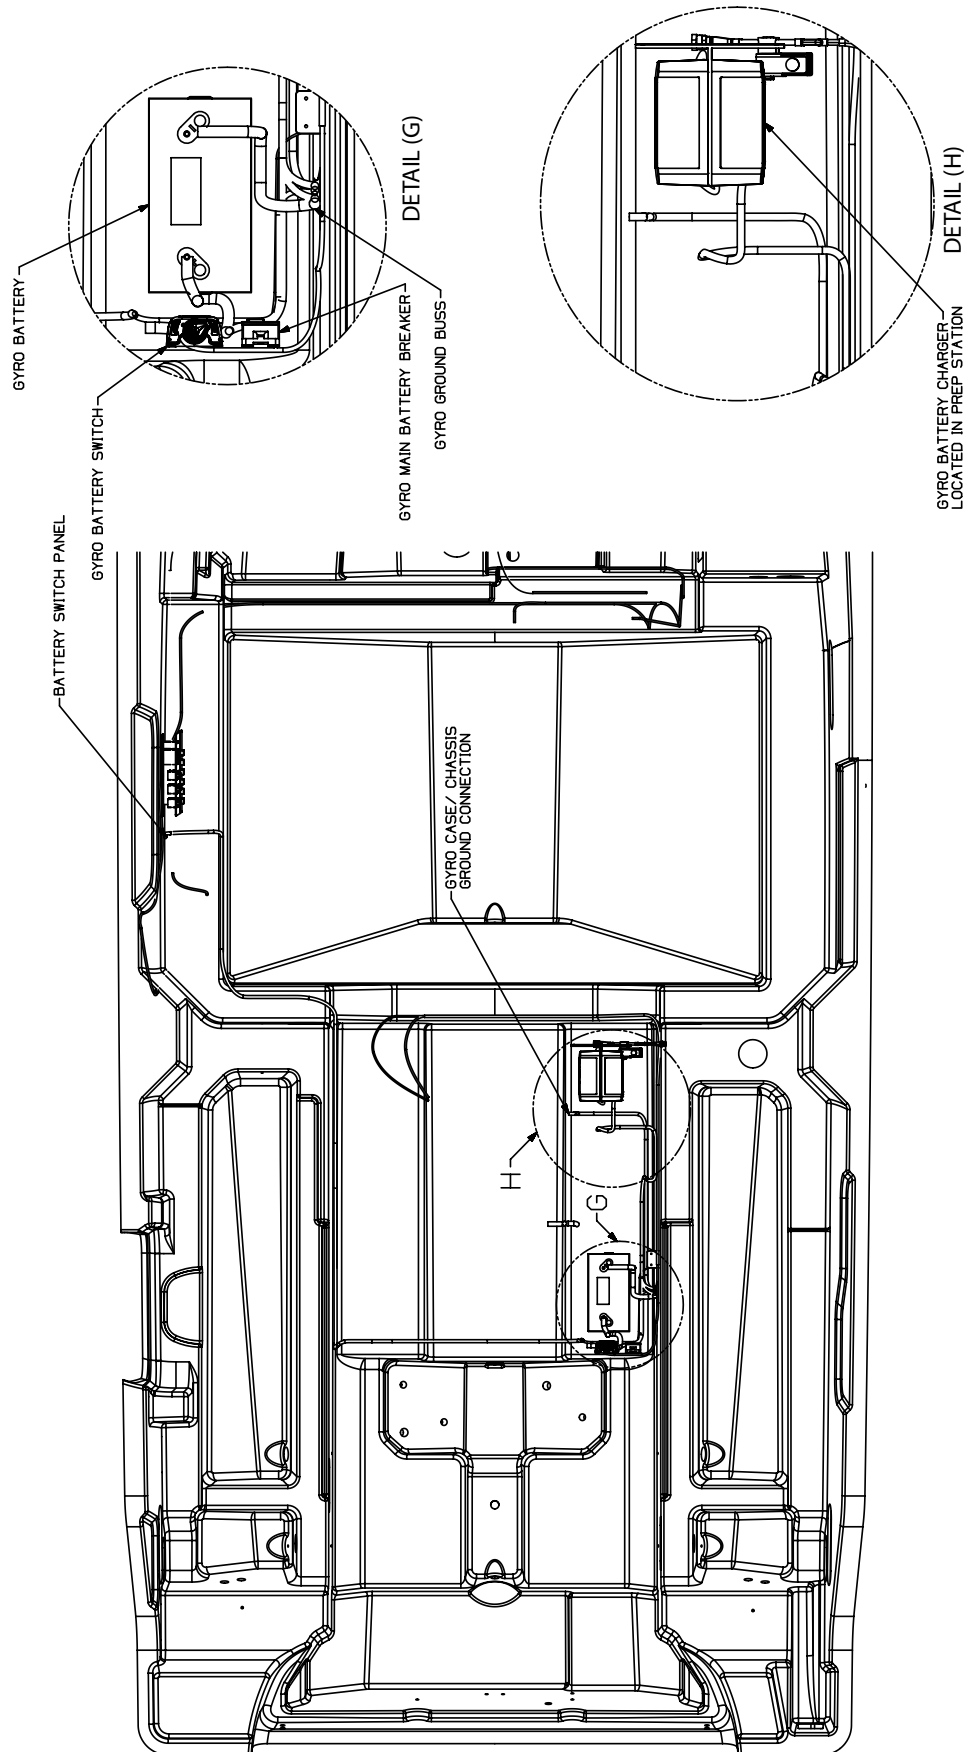 GYRO BATTERY
GYRO BATTERY SWITCH
BATTERY SWITCH PANEL
DETAIL (G)
GYRO MAIN BATTERY BREAKER
GYRO GROUND BUSS
GYRO CASE/ CHASSIS
GROUND CONNECTION
H
G
GYRO BATTERY CHARGER
LOCATED IN PREP STATION
DETAIL (H)